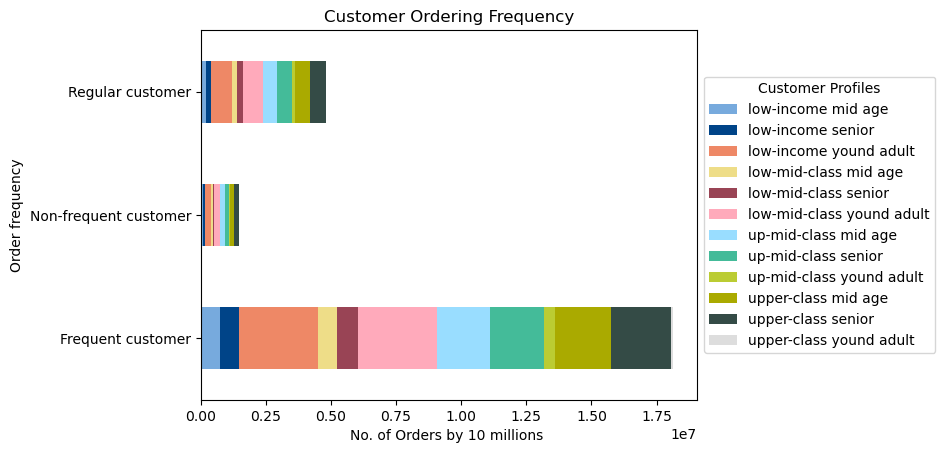 Customer Ordering Frequency
Order frequency
Regular customer
Non-frequent customer
Frequent customer
0.00 0.25 0.50 0.75 1.00 1.25 1.50 1.75
1e7
No. of Orders by 10 millions
Customer Profiles
low-income mid age
low-income senior
low-income yound adult
low-mid-class mid age
low-mid-class senior
low-mid-class yound adult
up-mid-class mid age
up-mid-class senior
up-mid-class yound adult
upper-class mid age
upper-class senior
upper-class yound adult